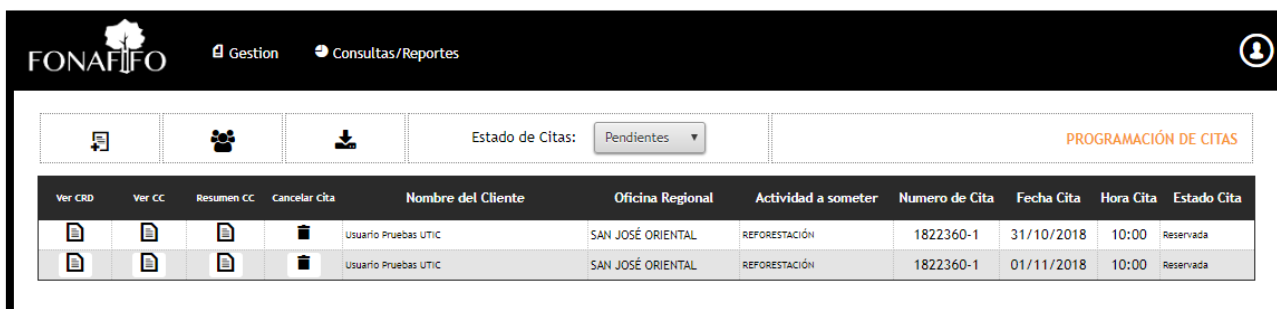 FONAFIFO Gestion Consultas/Reportes
Estado de Citas: Pendientes PROGRAMACIÓN DE CITAS
Ver CRD Ver CC Resumen CC Cancelar Cita Nombre del Cliente Oficina Regional Actividad a someter Numero de Cita Fecha Cita Hora Cita Estado Cita
Usuario Pruebas UTIC SAN JOSÉ ORIENTAL REFORESTACIÓN 1822360-1 31/10/2018 10:00 Reservada
Usuario Pruebas UTIC SAN JOSÉ ORIENTAL REFORESTACIÓN 1822360-1 01/11/2018 10:00 Reservada